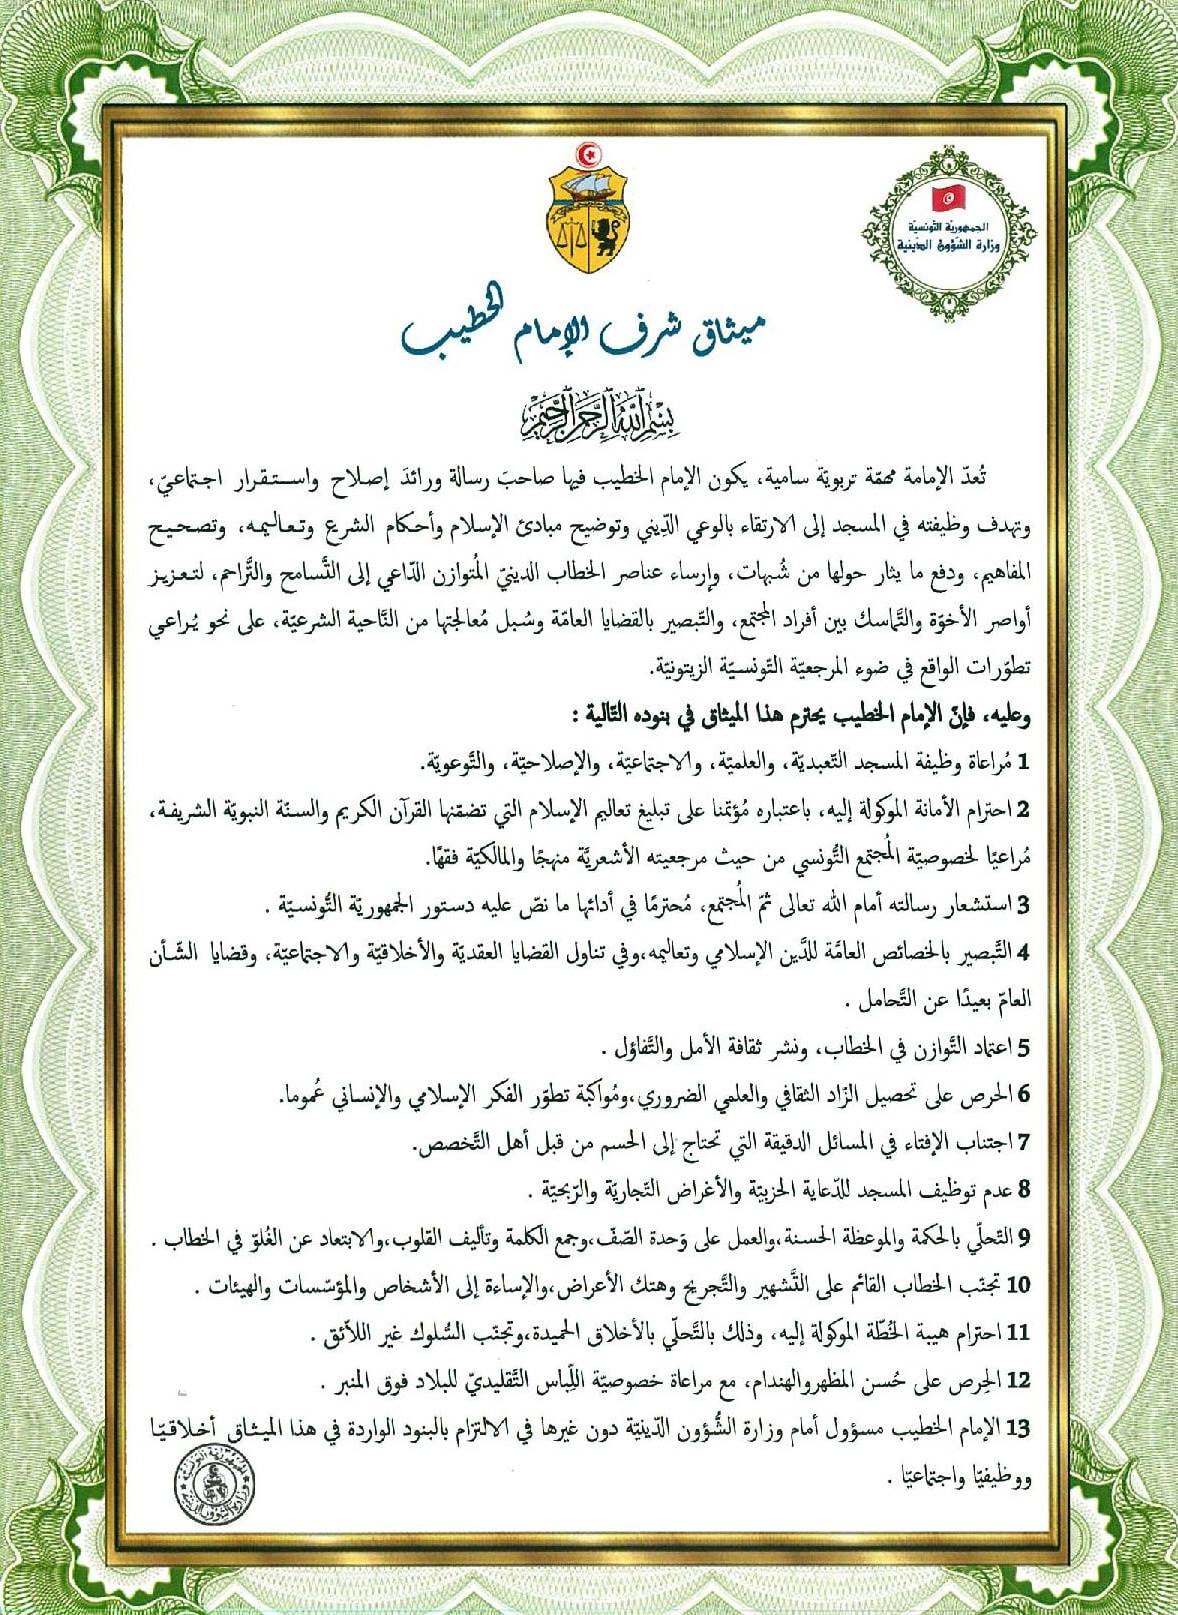 الجمهورية التونسية
وزارة الشؤون الدينية
ميثاق شرف الإمام الخطيب
بِسْمِ اللَّهِ الرَّحْمَنِ الرَّحِيمِ
تُعدّ الإمامة مهمّة تربويّة سامية، يكون الإمام الخطيب فيها صاحبَ رسالة ورائدَ إصلاح واستقرار اجتماعيّ،
وتهدف وظيفته في المسجد إلى الارتقاء بالوعي الدّيني وتوضيح مبادئ الإسلام وأحكام الشرع وتعاليمه، وتصحيح
المفاهيم، ودفع ما يثار حولها من شُبهات، وإرساء عناصر الخطاب الدينيّ المُتوازن الدّاعي إلى التَّسامح والتَّراحم، لتعزيز
أواصر الأخوّة والتَّماسك بين أفراد المجتمع، والتَّبصير بالقضايا العامّة وسُبل مُعالجتها من النَّاحية الشرعيّة، على نحو يُراعي
تطوّرات الواقع في ضوء المرجعيّة التّونسيّة الزيتونيّة.
وعليه، فإنّ الإمام الخطيب يحترم هذا الميثاق في بنوده التّالية :
1 مُراعاة وظيفة المسجد التّعبديّة، والعلميّة، والاجتماعيّة، والإصلاحيّة، والتَّوعويّة.
2 احترام الأمانة الموكولة إليه، باعتباره مُؤتمنا على تبليغ تعاليم الإسلام التي تضمّنها القرآن الكريم والسنّة النبويّة الشريفة،
مُراعيًا لخصوصيّة المُجتمع التُّونسي من حيث مرجعيته الأشعريَّة منهجًا والمالكيّة فقهًا.
3 استشعار رسالته أمام الله تعالى ثمّ المُجتمع، مُحترمًا في أدائها ما نصّ عليه دستور الجمهوريّة التُّونسيّة .
4 التَّبصير بالخصائص العامَّة للدَّين الإسلامي وتعاليمه،وفي تناول القضايا العقديّة والأخلاقيّة والاجتماعيّة، وقضايا الشّأن
العامّ بعيدًا عن التَّحامل .
5 اعتماد التَّوازن في الخطاب، ونشر ثقافة الأمل والتَّفاؤل .
6 الحرص على تحصيل الزّاد الثقافي والعلمي الضروري،ومُواكبة تطوّر الفكر الإسلامي والإنساني عُموما.
7 اجتناب الإفتاء في المسائل الدقيقة التي تحتاج إلى الحسم من قبل أهل التَّخصص.
8 عدم توظيف المسجد للدّعاية الحزبيّة والأغراض التّجاريّة والرّبحيّة .
9 التّحلّي بالحكمة والموعظة الحسنة،والعمل على وَحدة الصّفّ،وجمع الكلمة وتأليف القلوب،والابتعاد عن الغُلوّ في الخطاب .
10 تجنّب الخطاب القائم على التَّشهير والتَّجريح وهتك الأعراض،والإساءة إلى الأشخاص والمؤسّسات والهيئات .
11 احترام هيبة الخُطّة الموكولة إليه، وذلك بالتَّحلّي بالأخلاق الحميدة،وتجنّب السُّلوك غير اللاّئق .
12 الحِرص على حُسن المظهروالهندام، مع مراعاة خصوصيّة اللّباس التَّقليديّ للبلاد فوق المنبر .
13 الإمام الخطيب مسؤول أمام وزارة الشُّؤون الدّينيّة دون غيرها في الالتزام بالبنود الواردة في هذا الميثاق أخلاقيّا
ووظيفيّا واجتماعيّا .